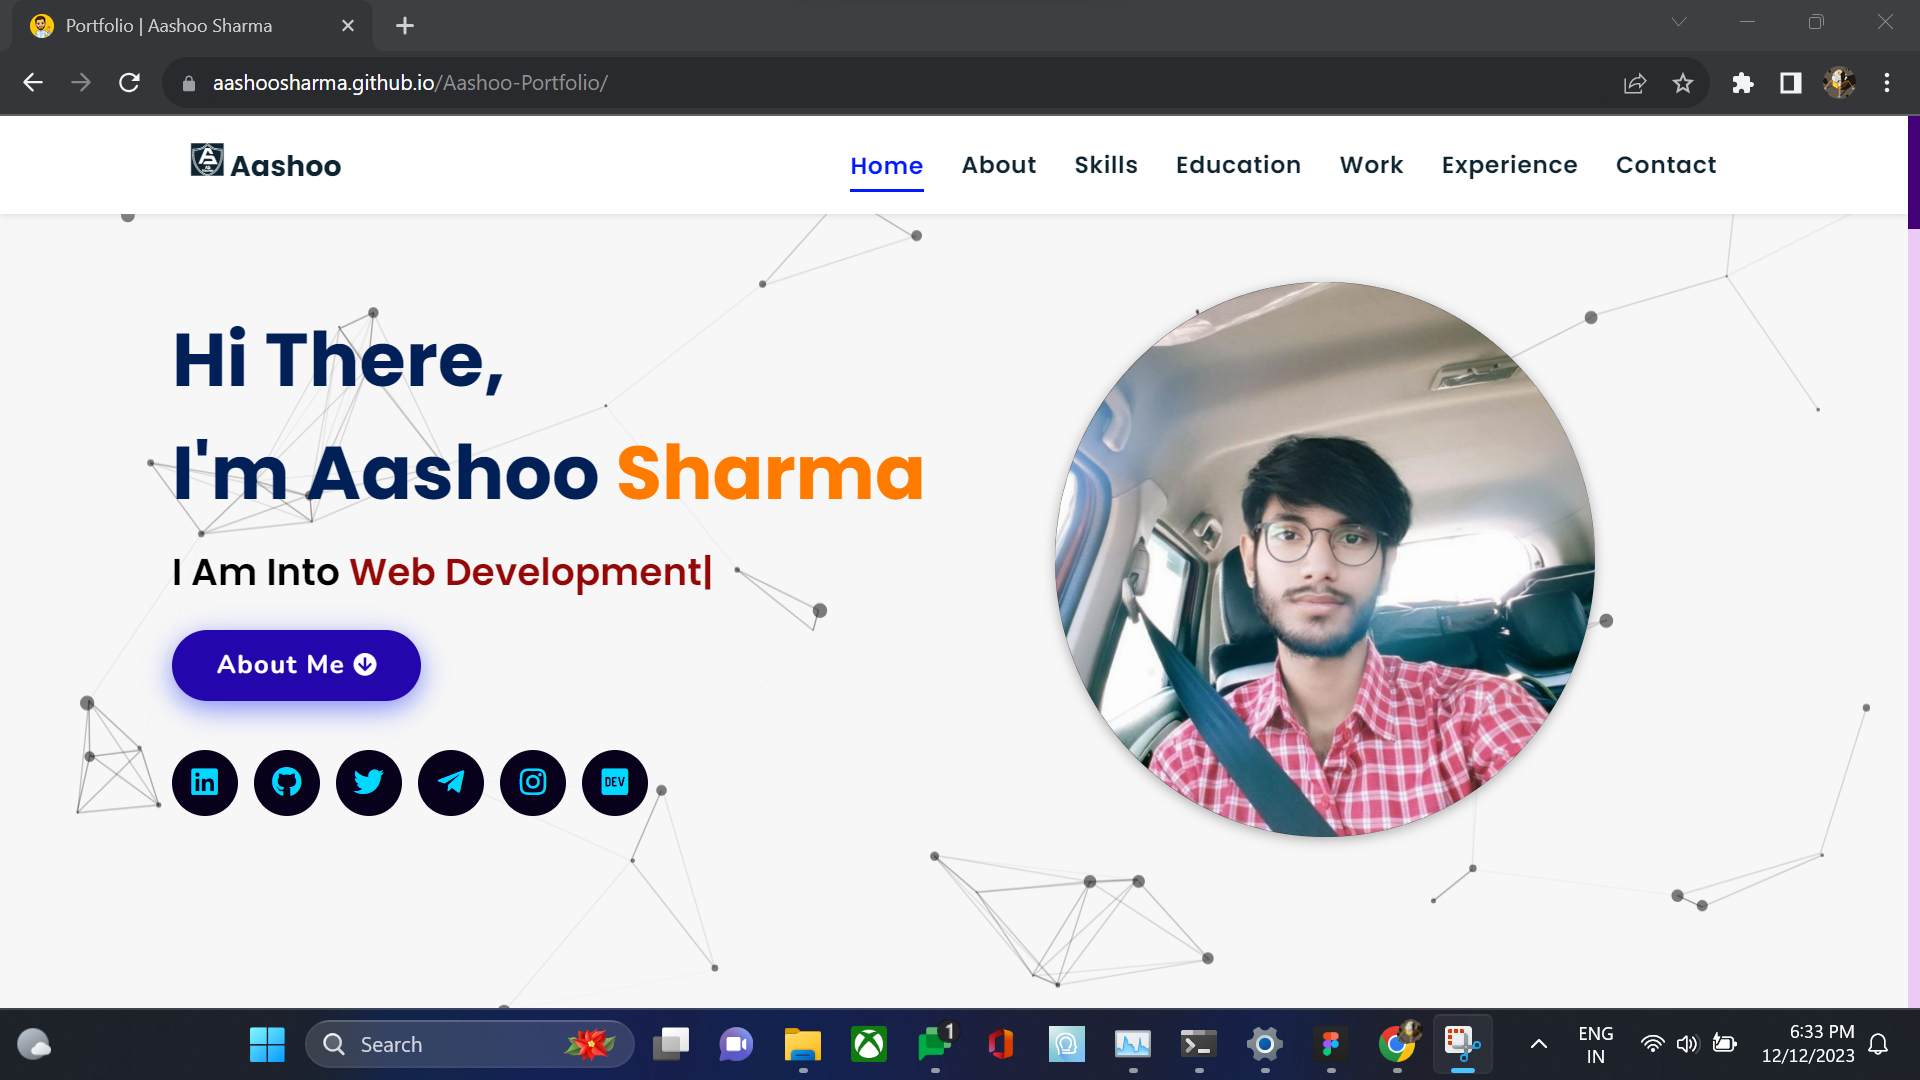 Portfolio | Aashoo Sharma
aashoosharma.github.io/Aashoo-Portfolio/
Aashoo
Home About Skills Education Work Experience Contact
Hi There,
I'm Aashoo Sharma
I Am Into Web Development|
About Me
DEV
Search
1
ENG
IN
6:33 PM
12/12/2023